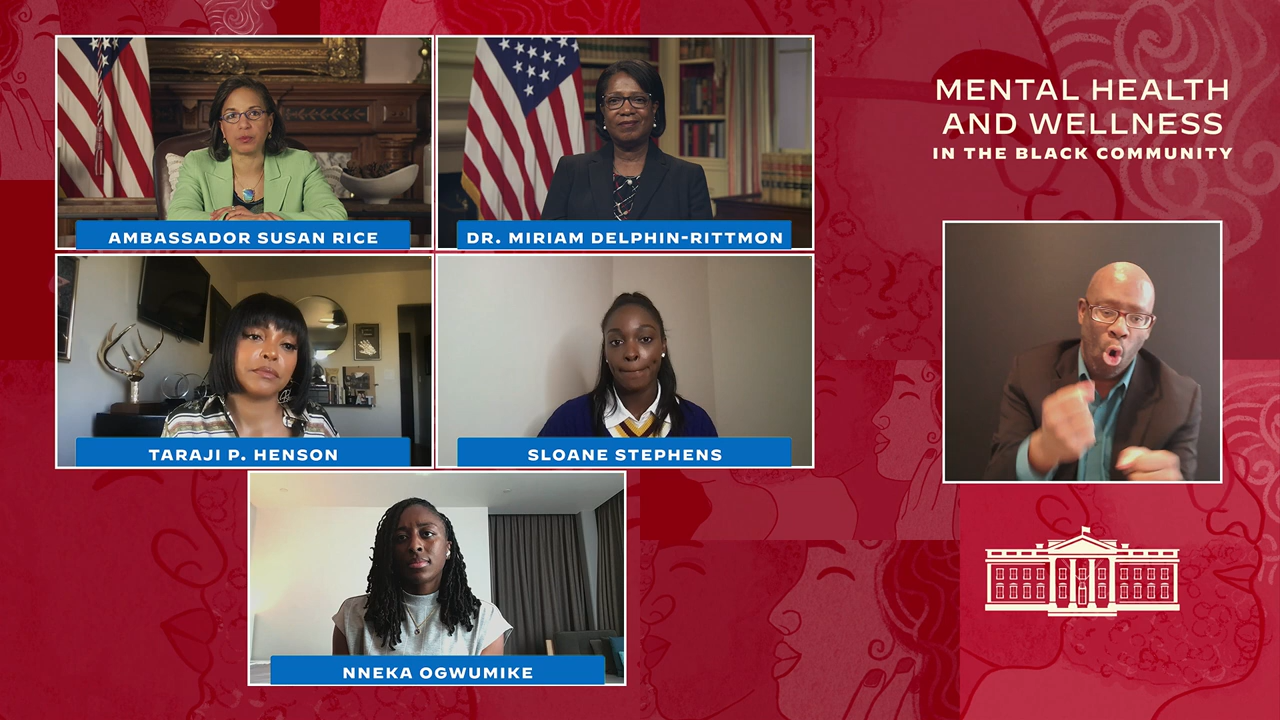 MENTAL HEALTH
AND WELLNESS
IN THE BLACK COMMUNITY
AMBASSADOR SUSAN RICE
DR. MIRIAM DELPHIN-RITTMON
TARAJI P. HENSON
SLOANE STEPHENS
NNEKA OGWUMIKE